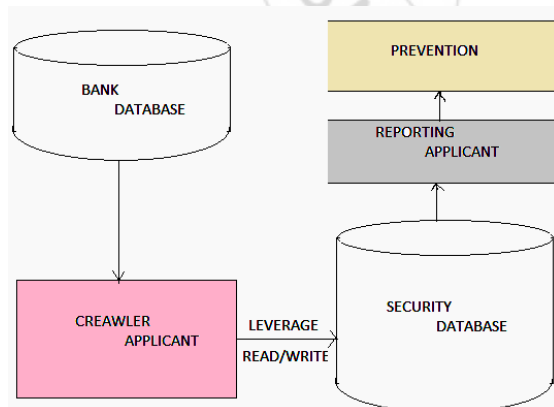 BANK
DATABASE
PREVENTION
REPORTING
APPLICANT
CREAWLER
APPLICANT
LEVERAGE
READ/WRITE
SECURITY
DATABASE